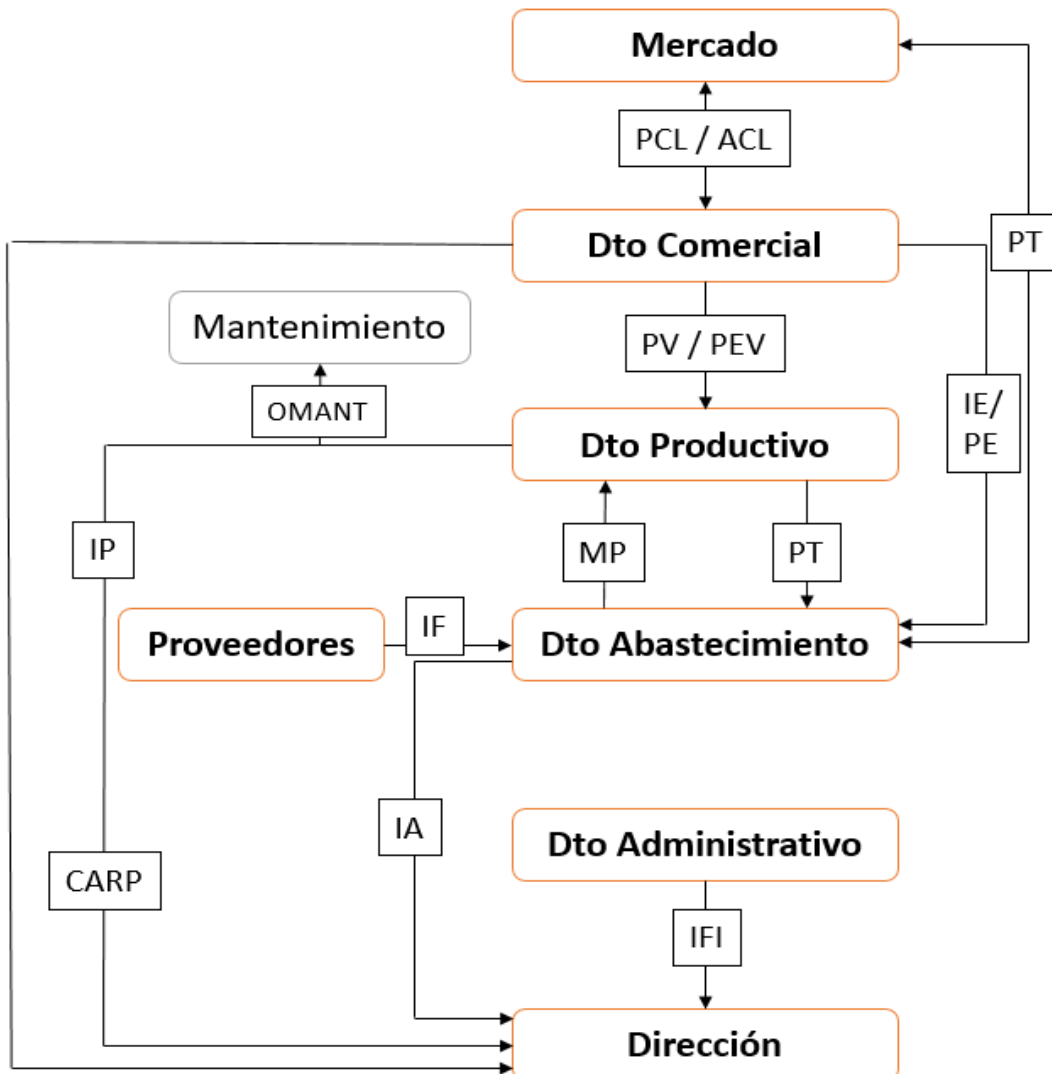 Mercado
PCL / ACL
Dto Comercial
PT
Mantenimiento
PV / PEV
OMANT
IE/
PE
Dto Productivo
IP
MP
PT
Proveedores
IF
Dto Abastecimiento
IA
Dto Administrativo
CARP
IFI
Dirección